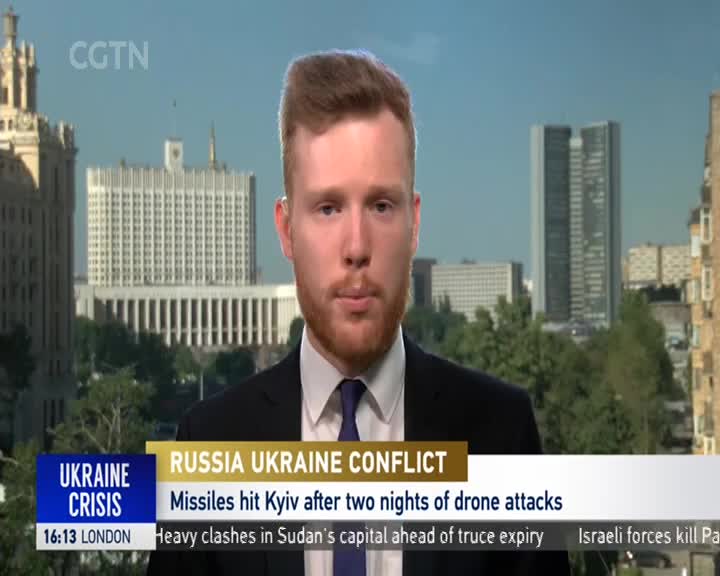 CGTN
RUSSIA UKRAINE CONFLICT
UKRAINE
CRISIS
Missiles hit Kyiv after two nights of drone attacks
16:13 LONDON
Heavy clashes in Sudan's capital ahead of truce expiry
Israeli forces kill Pa